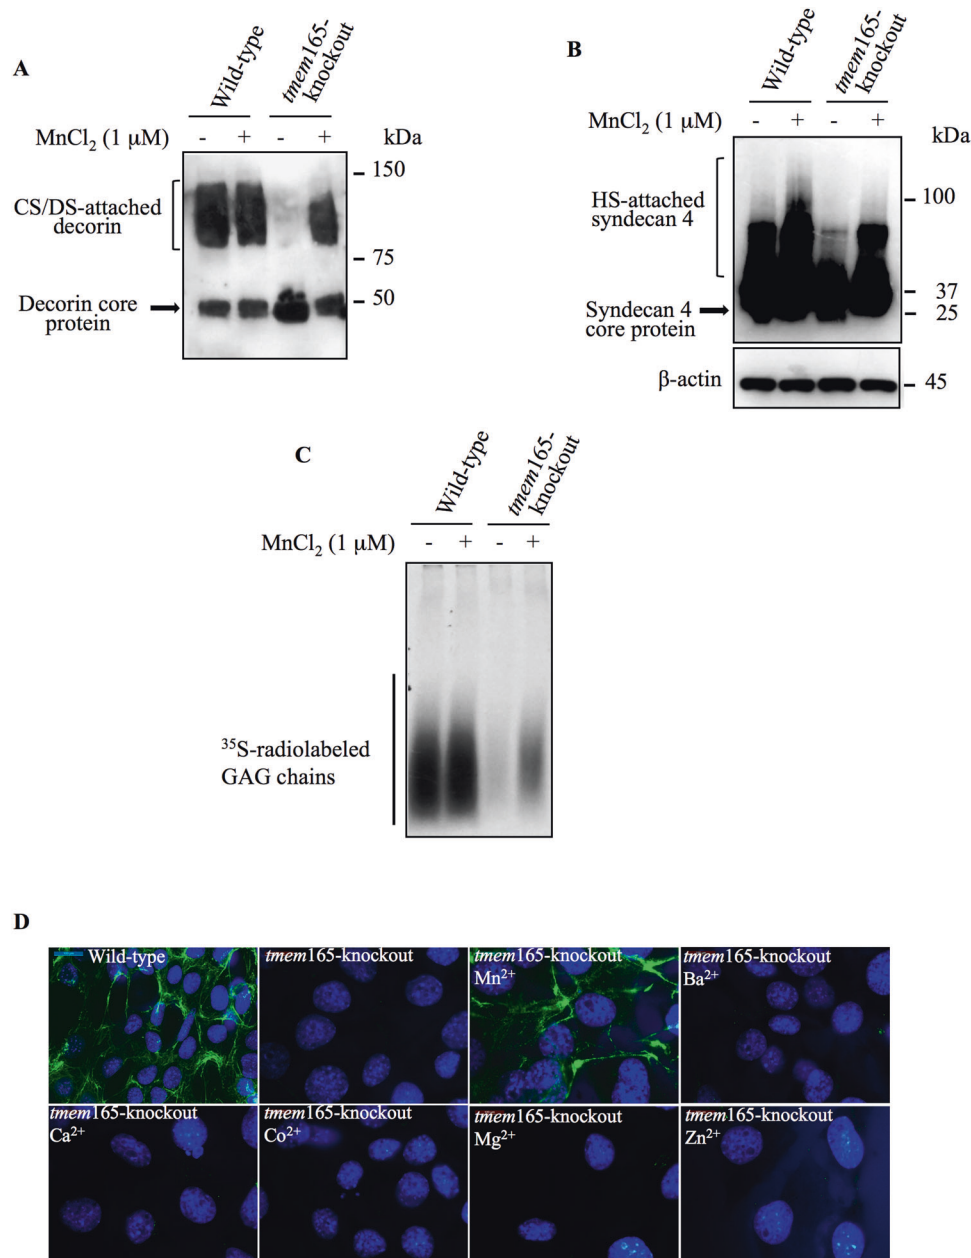 A
Wild-type
tmem165-
knockout
MnCl2 (1 μM)
- + - +
kDa
CS/DS-attached
decorin
150
75
50
Decorin core
protein
B
Wild-type
tmem165-
knockout
MnCl2 (1 μM)
- + - +
kDa
HS-attached
syndecan 4
100
37
25
Syndecan 4
core protein
β-actin
45
C
Wild-type
tmem165-
knockout
MnCl2 (1 μM)
- + - +
35S-radiolabeled
GAG chains
D
Wild-type
tmem165-knockout
tmem165-knockout
Mn2+
tmem165-knockout
Ba2+
tmem165-knockout
Ca2+
tmem165-knockout
Co2+
tmem165-knockout
Mg2+
tmem165-knockout
Zn2+